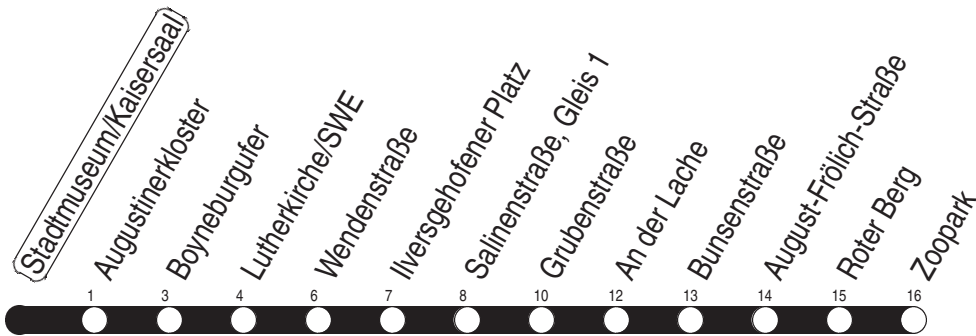 Stadtmuseum/Kaisersaal
Augustinerkloster
Boyneburgufer
Lutherkirche/SWE
Wendenstraße
Ilversgehofener Platz
Salinenstraße, Gleis 1
Grubenstraße
An der Lache
Bunsenstraße
August-Frölich-Straße
Roter Berg
Zoopark
1 3 4 6 7 8 10 12 13 14 15 16